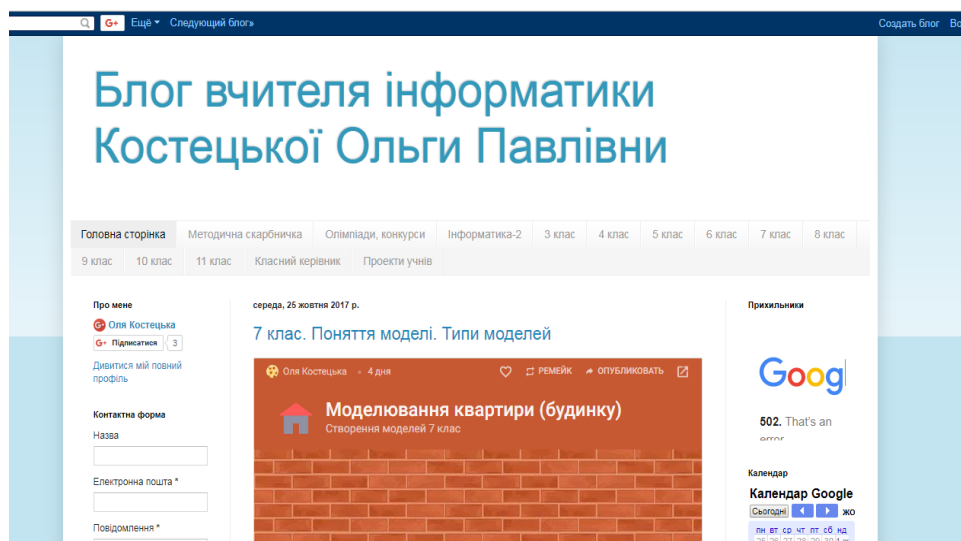 G+ Ещё Следующий блог»
Создать блог
Блог вчителя інформатики
Костецької Ольги Павлівни
Головна сторінка Методична скарбничка Олімпіади, конкурси Інформатика-2 3 клас 4 клас 5 клас 6 клас 7 клас 8 клас
9 клас 10 клас 11 клас Класний керівник Проекти учнів
Про мене
Оля Костецька
G+ Підписатися 3
Дивитися мій повний
профіль
Контактна форма
Назва
Електронна пошта *
Повідомлення *
середа, 25 жовтня 2017 р.
7 клас. Поняття моделі. Типи моделей
Оля Костецька • 4 дня РЕМЕЙК ОПУБЛИКОВАТЬ
Моделювання квартири (будинку)
Створення моделей 7 клас
Прихильники
Goog
502. That's an
error
Календар
Календар Google
Сьогодні жо
пн вт ср чт пт сб нд